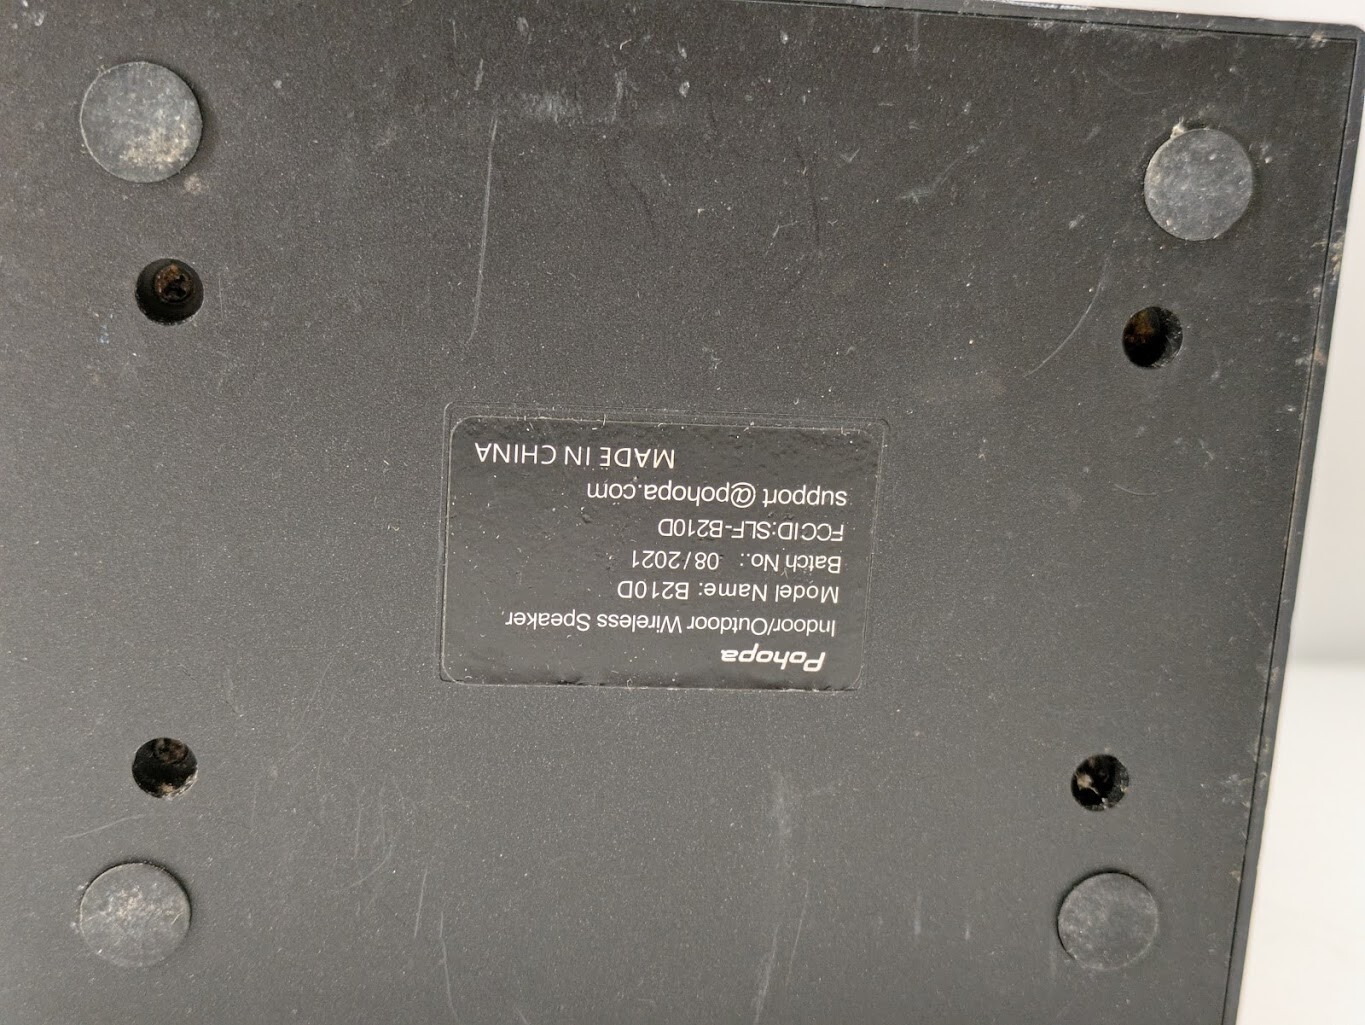 Pohopa
Indoor/Outdoor Wireless Speaker
Model Name: B210D
Batch No.: 08/2021
FCCID:SLF-B210D
support@pohopa.com
MADE IN CHINA